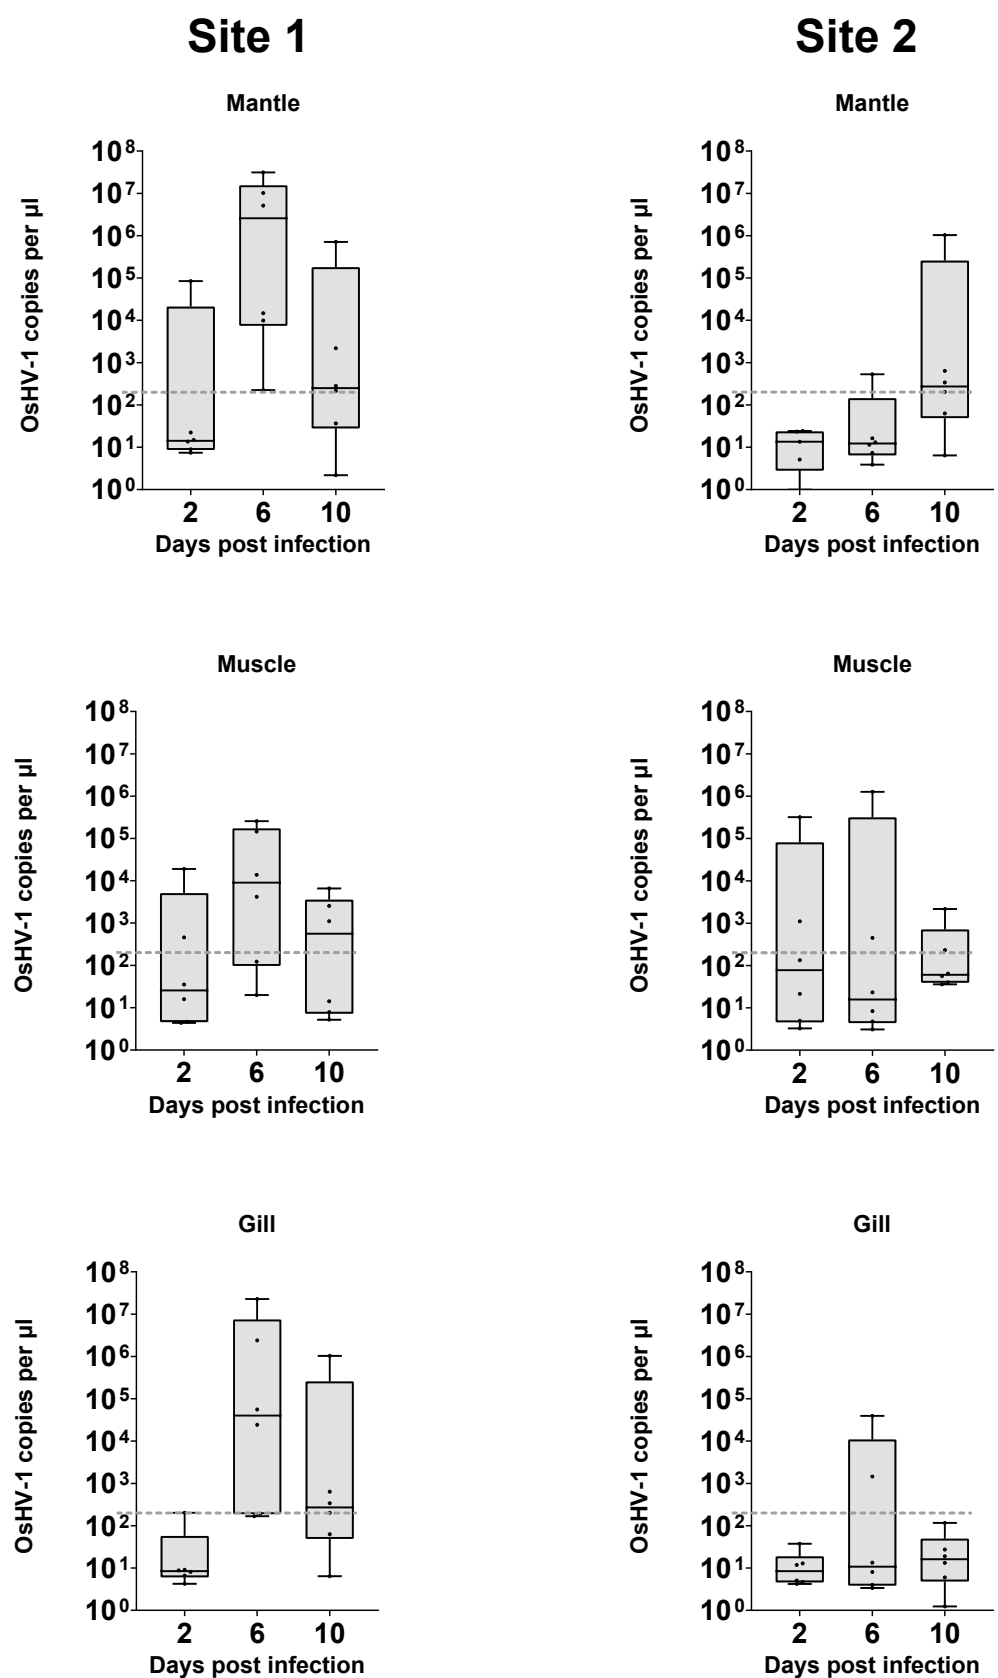 Site 1
Site 2
Mantle
Mantle
OsHV-1 copies per µl
10⁸
10⁷
10⁶
10⁵
10⁴
10³
10²
10¹
10⁰
2 6 10
Days post infection
OsHV-1 copies per µl
10⁸
10⁷
10⁶
10⁵
10⁴
10³
10²
10¹
10⁰
2 6 10
Days post infection
Muscle
Muscle
OsHV-1 copies per µl
10⁸
10⁷
10⁶
10⁵
10⁴
10³
10²
10¹
10⁰
2 6 10
Days post infection
OsHV-1 copies per µl
10⁸
10⁷
10⁶
10⁵
10⁴
10³
10²
10¹
10⁰
2 6 10
Days post infection
Gill
Gill
OsHV-1 copies per µl
10⁸
10⁷
10⁶
10⁵
10⁴
10³
10²
10¹
10⁰
2 6 10
Days post infection
OsHV-1 copies per µl
10⁸
10⁷
10⁶
10⁵
10⁴
10³
10²
10¹
10⁰
2 6 10
Days post infection